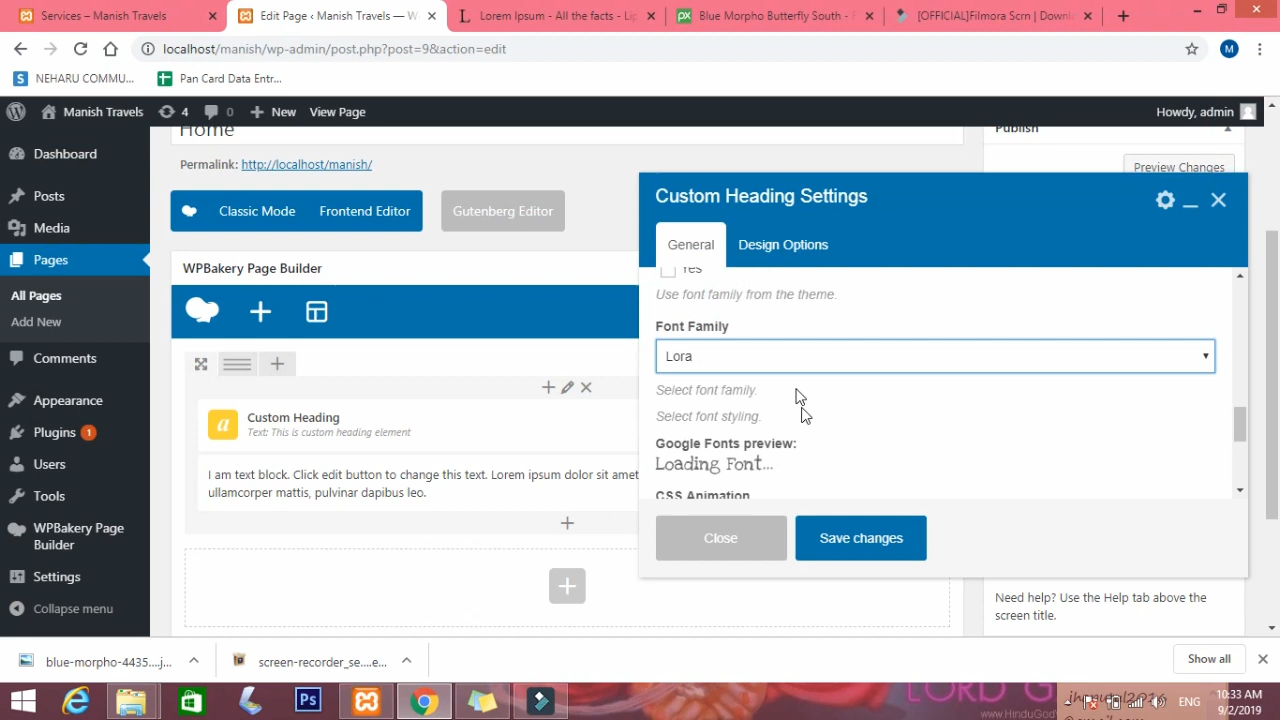 Services – Manish Travels
Edit Page ‹ Manish Travels — W
Lorem Ipsum - All the facts - Lip
Blue Morpho Butterfly South - F
[OFFICIAL]Filmora Scrn | Downl
localhost/manish/wp-admin/post.php?post=9&action=edit
M
NEHARU COMMU...
Pan Card Data Entr...
Manish Travels
4
0
New
View Page
Howdy, admin
Dashboard
Posts
Media
Pages
All Pages
Add New
Comments
Appearance
Plugins 1
Users
Tools
WPBakery Page
Builder
Settings
Collapse menu
Home
Permalink: http://localhost/manish/
Classic Mode
Frontend Editor
Gutenberg Editor
WPBakery Page Builder
Custom Heading
Text: This is custom heading element
I am text block. Click edit button to change this text. Lorem ipsum dolor sit amet
ullamcorper mattis, pulvinar dapibus leo.
Publish
Preview Changes
Custom Heading Settings
General
Design Options
Yes
Use font family from the theme.
Font Family
Lora
Select font family.
Select font styling.
Google Fonts preview:
Loading Font...
CSS Animation
Close
Save changes
Need help? Use the Help tab above the
screen title.
blue-morpho-4435....j...
screen-recorder_se....e...
Show all
Ps
LORD G
www.HinduGod
ENG
10:33 AM
9/2/2019